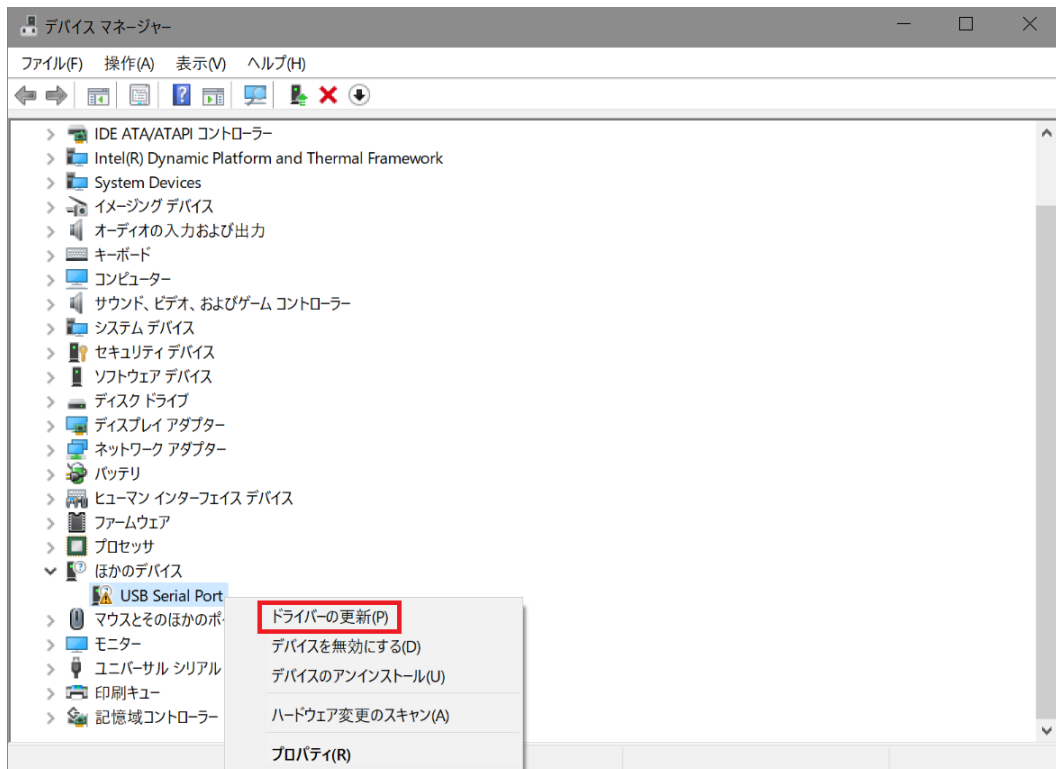 デバイス マネージャー
ファイル(F) 操作(A) 表示(V) ヘルプ(H)
IDE ATA/ATAPI コントローラー
Intel(R) Dynamic Platform and Thermal Framework
System Devices
イメージング デバイス
オーディオの入力および出力
キーボード
コンピューター
サウンド、ビデオ、およびゲーム コントローラー
システム デバイス
セキュリティ デバイス
ソフトウェア デバイス
ディスク ドライブ
ディスプレイ アダプター
ネットワーク アダプター
バッテリ
ヒューマン インターフェイス デバイス
ファームウェア
プロセッサ
ほかのデバイス
USB Serial Port
マウスとそのほかのポ
モニター
ユニバーサル シリアル
印刷キュー
記憶域コントローラー
ドライバーの更新(P)
デバイスを無効にする(D)
デバイスのアンインストール(U)
ハードウェア変更のスキャン(A)
プロパティ(R)